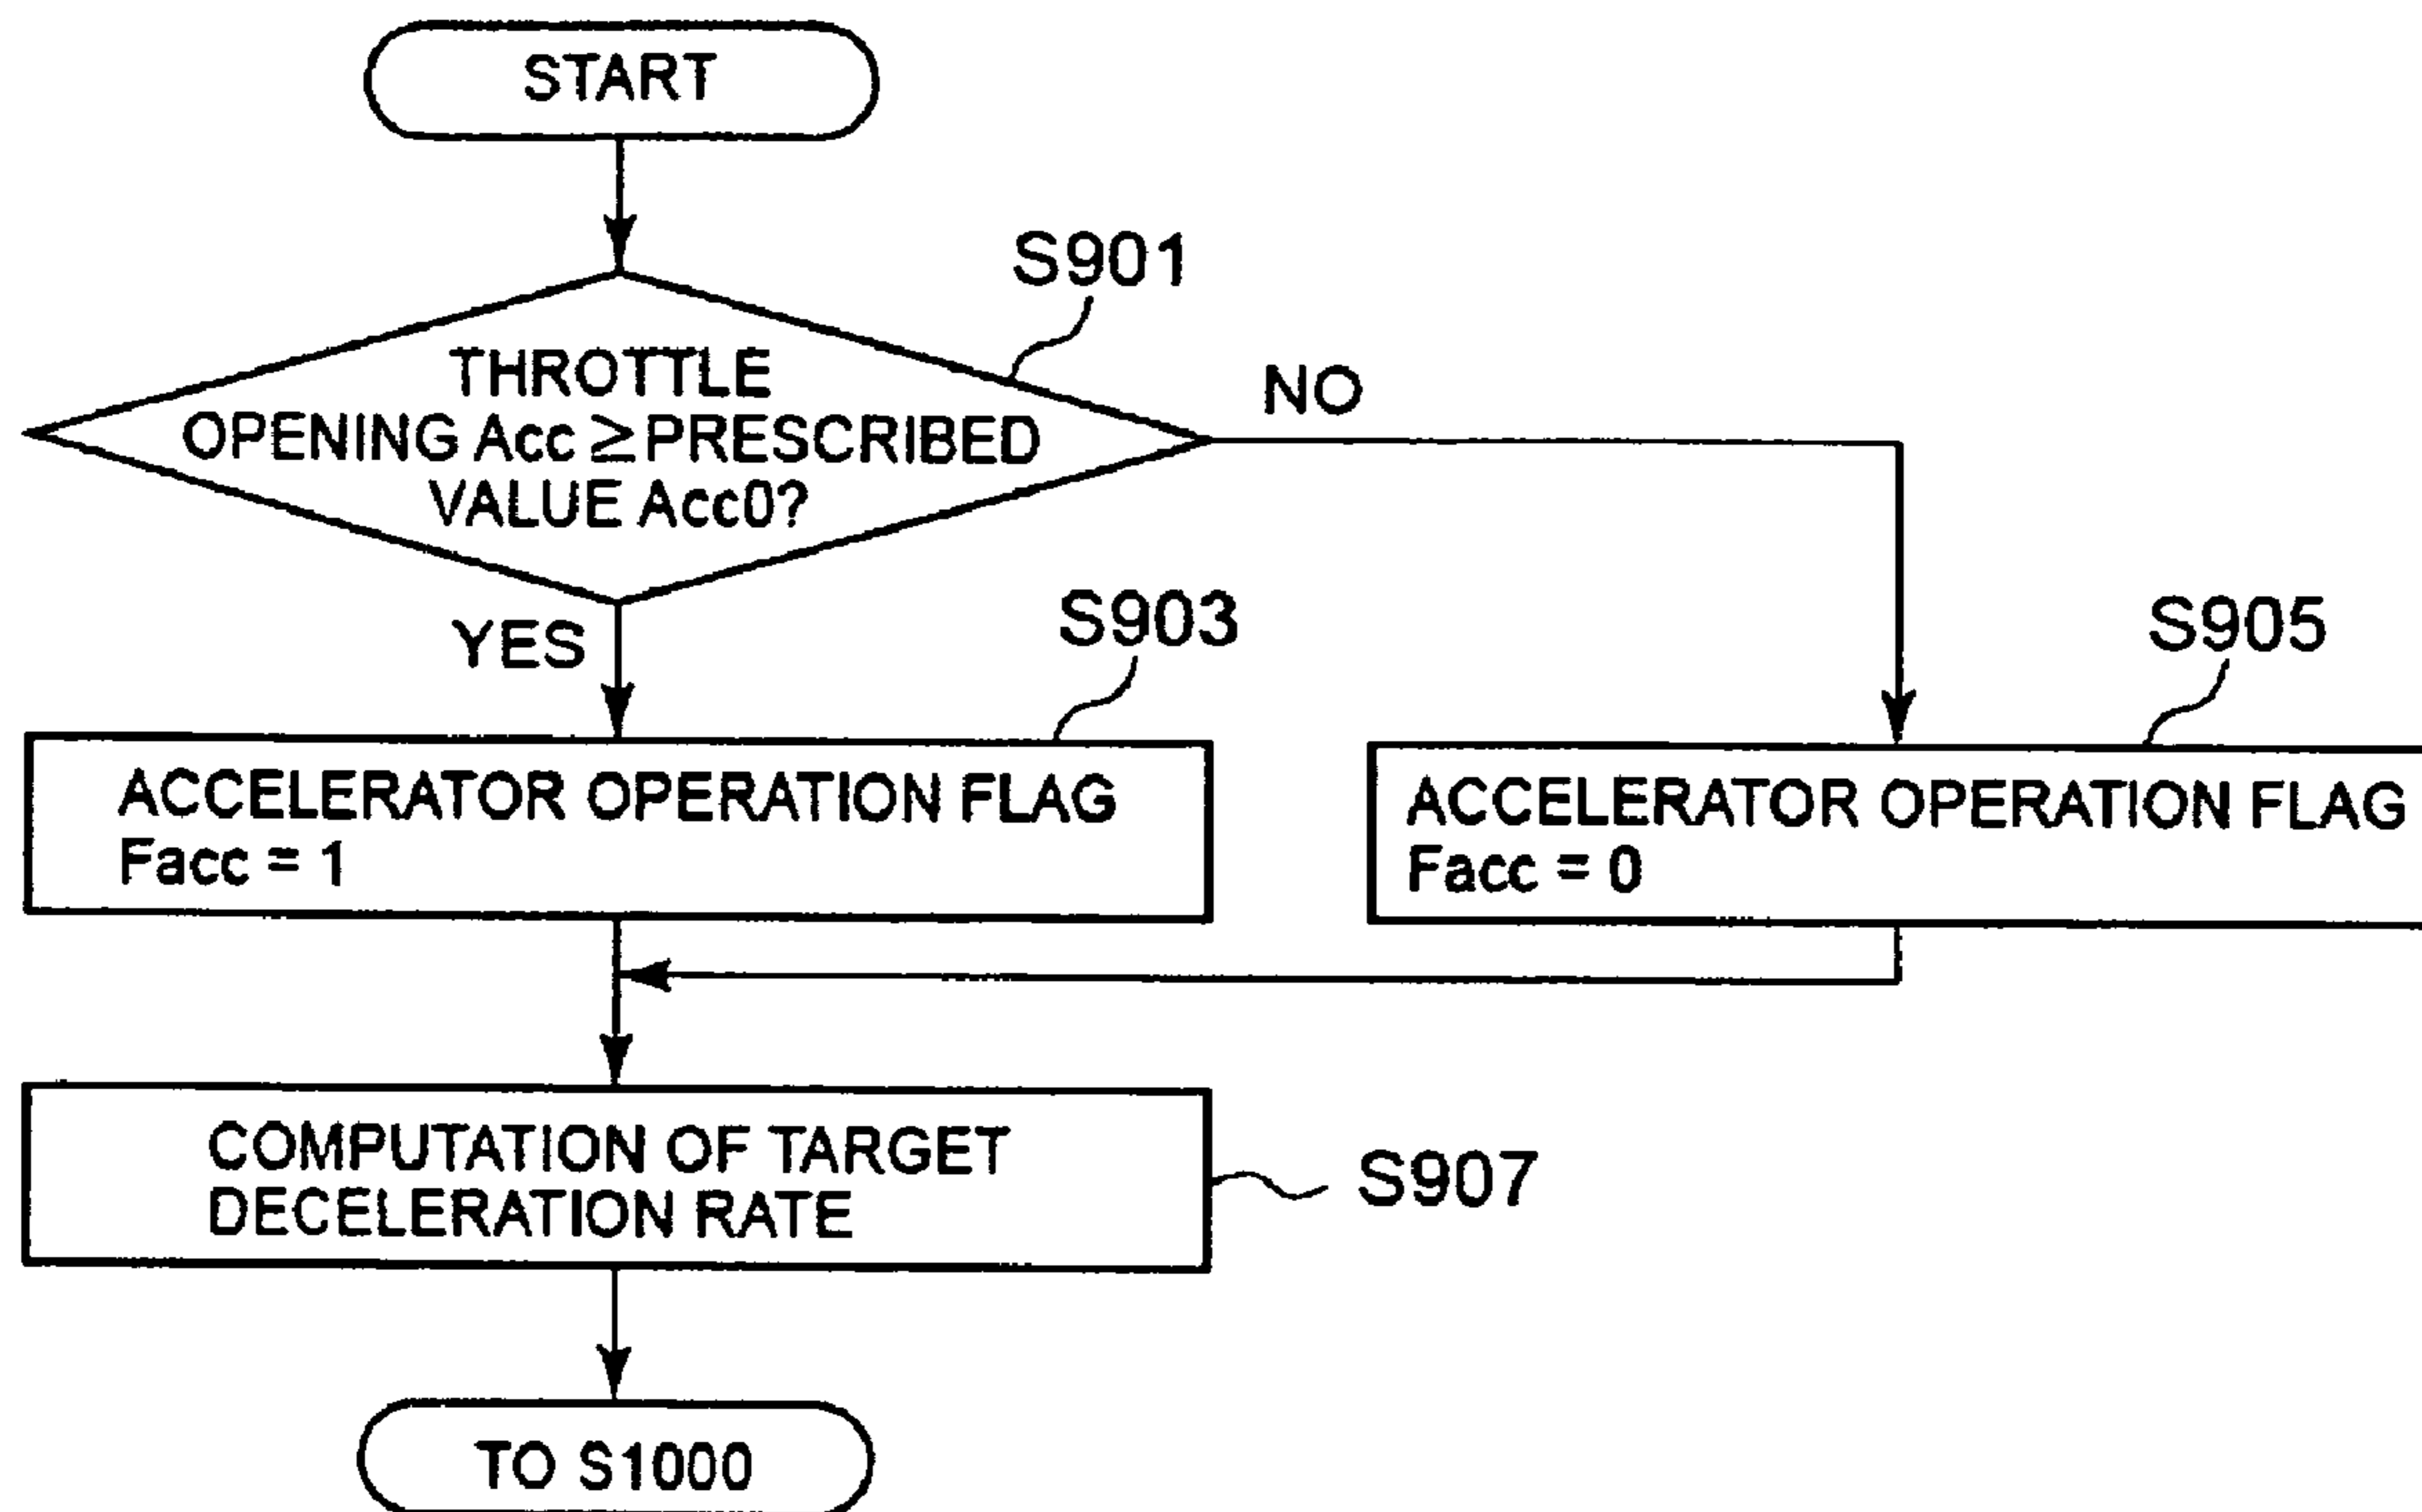 START
S901
THROTTLE
OPENING Acc ≥ PRESCRIBED
VALUE Acc0?
NO
YES
S903
S905
ACCELERATOR OPERATION FLAG
Facc = 1
ACCELERATOR OPERATION FLAG
Facc = 0
COMPUTATION OF TARGET
DECELERATION RATE
S907
TO S1000